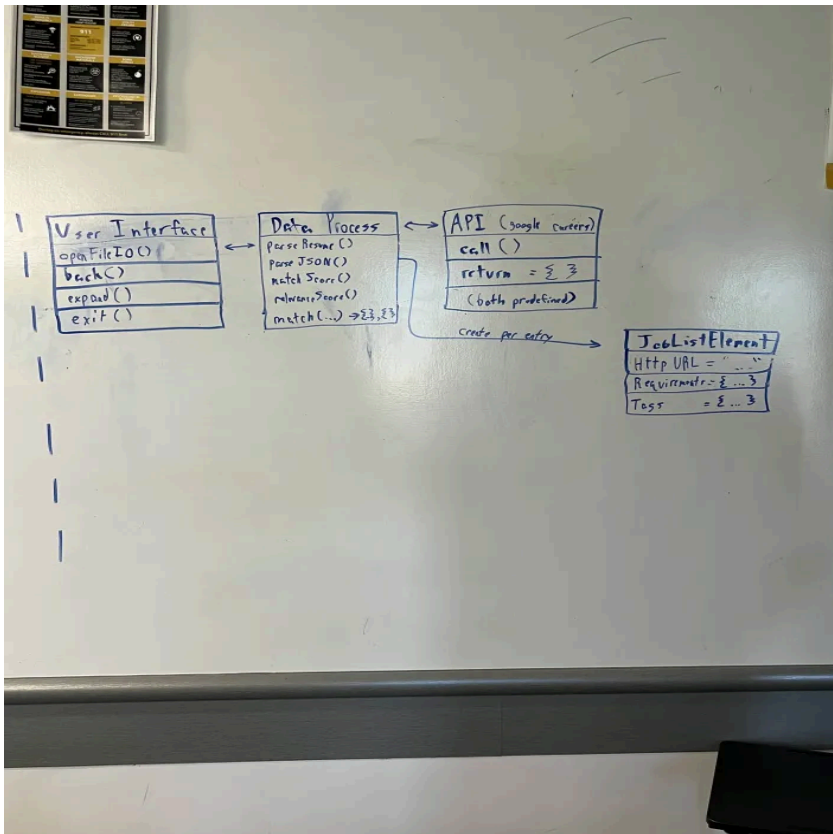 911
User Interface
openFileIO()
back()
expand()
exit()
Data Process
parseResume()
parseJSON()
matchScore()
relevanceScore()
match(...) → {}, {}
API (google careers)
call()
return = { }
(both predefined)
create per entry
JobListElement
Http URL = "..."
Requirements = { ... }
Tags = { ... }